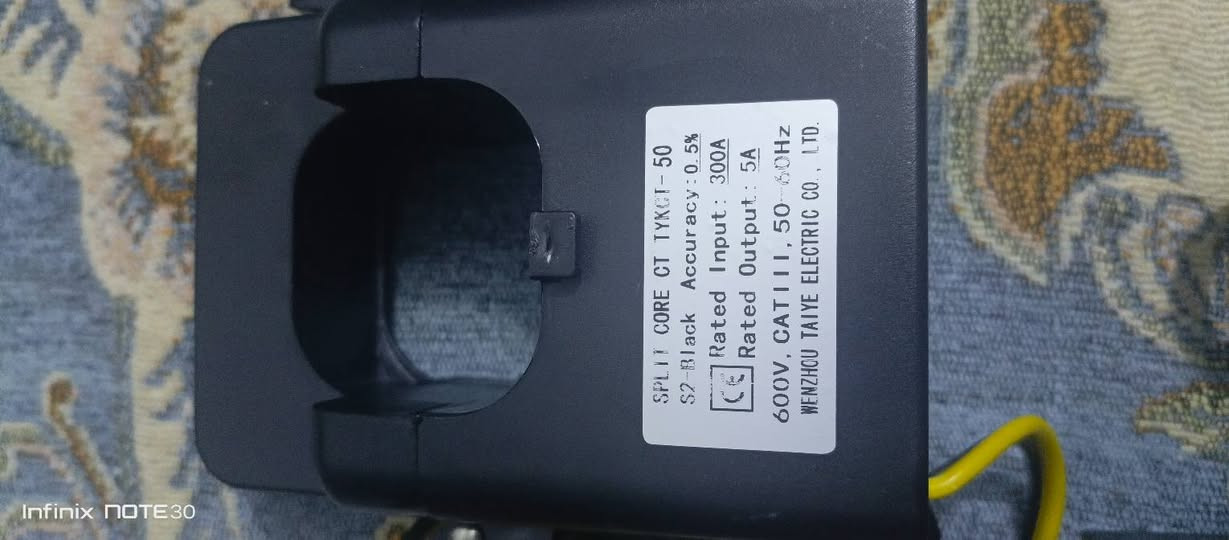 SPLIT CORE CT TYKCT-50
S2-Black Accuracy:0.5%
CE Rated Input: 300A
Rated Output: 5A
600V, CATIII, 50-60Hz
WENZHOU TAIYE ELECTRIC CO., LTD.
Infinix NOTE30